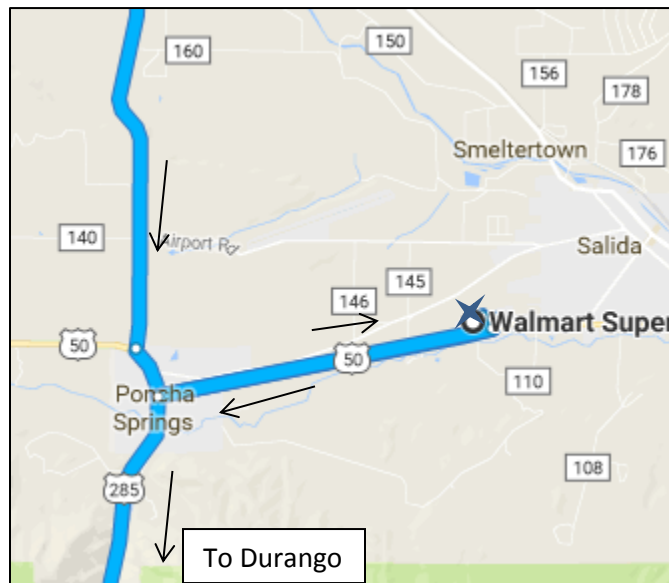 160
150
156
178
Smeltertown
176
140
Airport Rd
Salida
145
146
Walmart Super
50
50
110
Poncha
Springs
108
285
To Durango